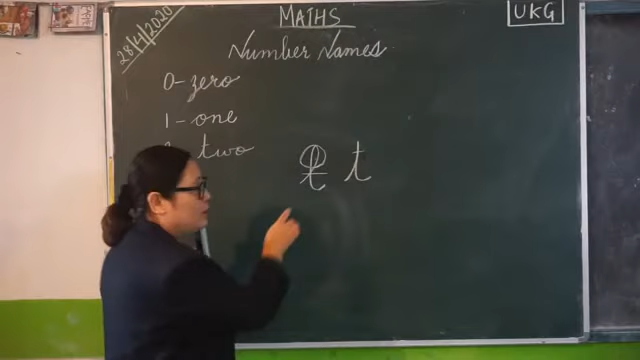 28/4/2020
MATHS
UKG
Number Names
0 - zero
1 - one
two
t t